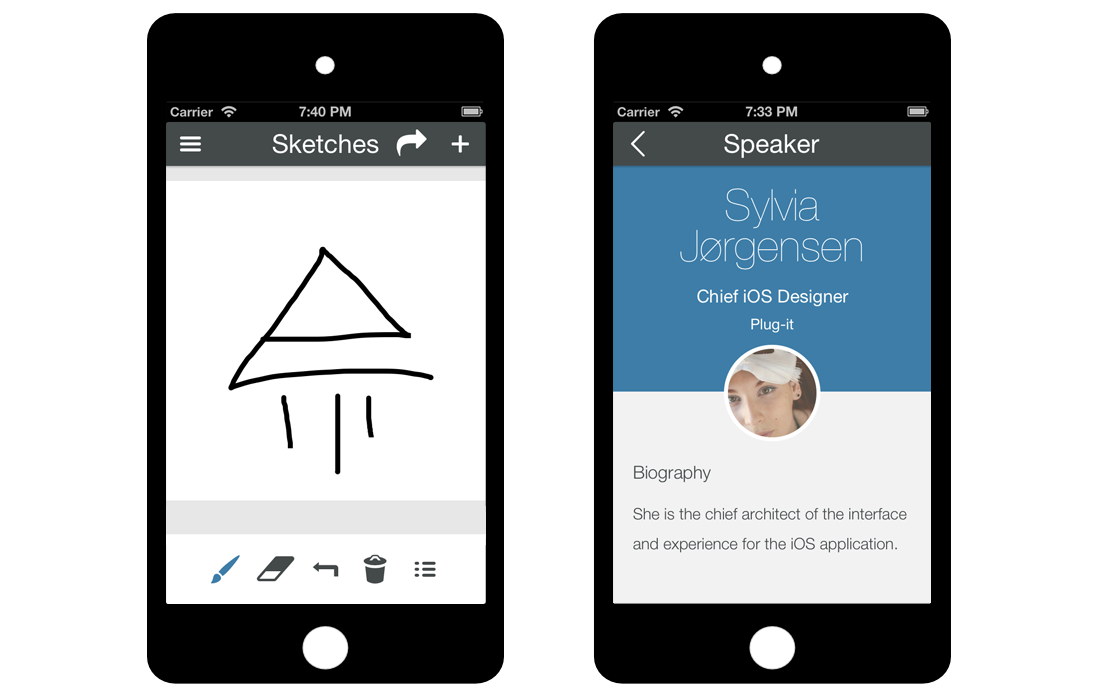 Carrier 7:40 PM
Sketches
Carrier 7:33 PM
Speaker
Sylvia
Jørgensen
Chief iOS Designer
Plug-it
Biography
She is the chief architect of the interface
and experience for the iOS application.